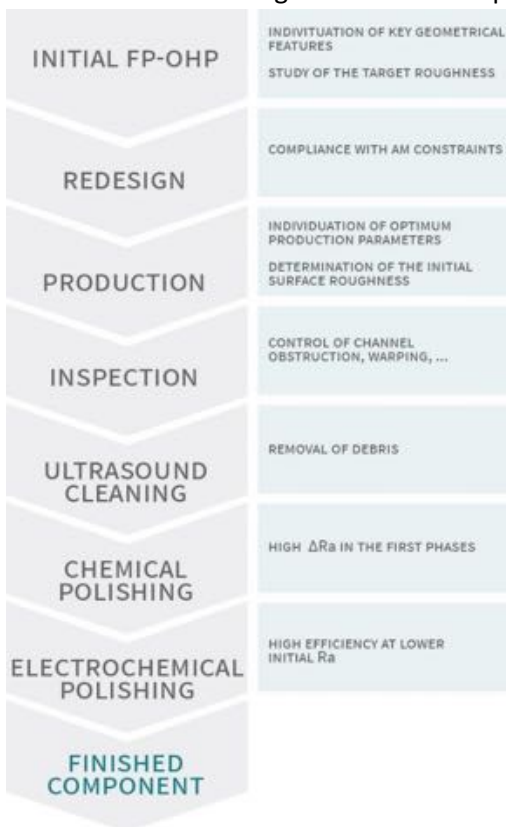 INITIAL FP-OHP
INDIVITUATION OF KEY GEOMETRICAL
FEATURES
STUDY OF THE TARGET ROUGHNESS
REDESIGN
COMPLIANCE WITH AM CONSTRAINTS
PRODUCTION
INDIVIDUATION OF OPTIMUM
PRODUCTION PARAMETERS
DETERMINATION OF THE INITIAL
SURFACE ROUGHNESS
INSPECTION
CONTROL OF CHANNEL
OBSTRUCTION, WARPING, ...
ULTRASOUND
CLEANING
REMOVAL OF DEBRIS
CHEMICAL
POLISHING
HIGH ΔRa IN THE FIRST PHASES
ELECTROCHEMICAL
POLISHING
HIGH EFFICIENCY AT LOWER
INITIAL Ra
FINISHED
COMPONENT